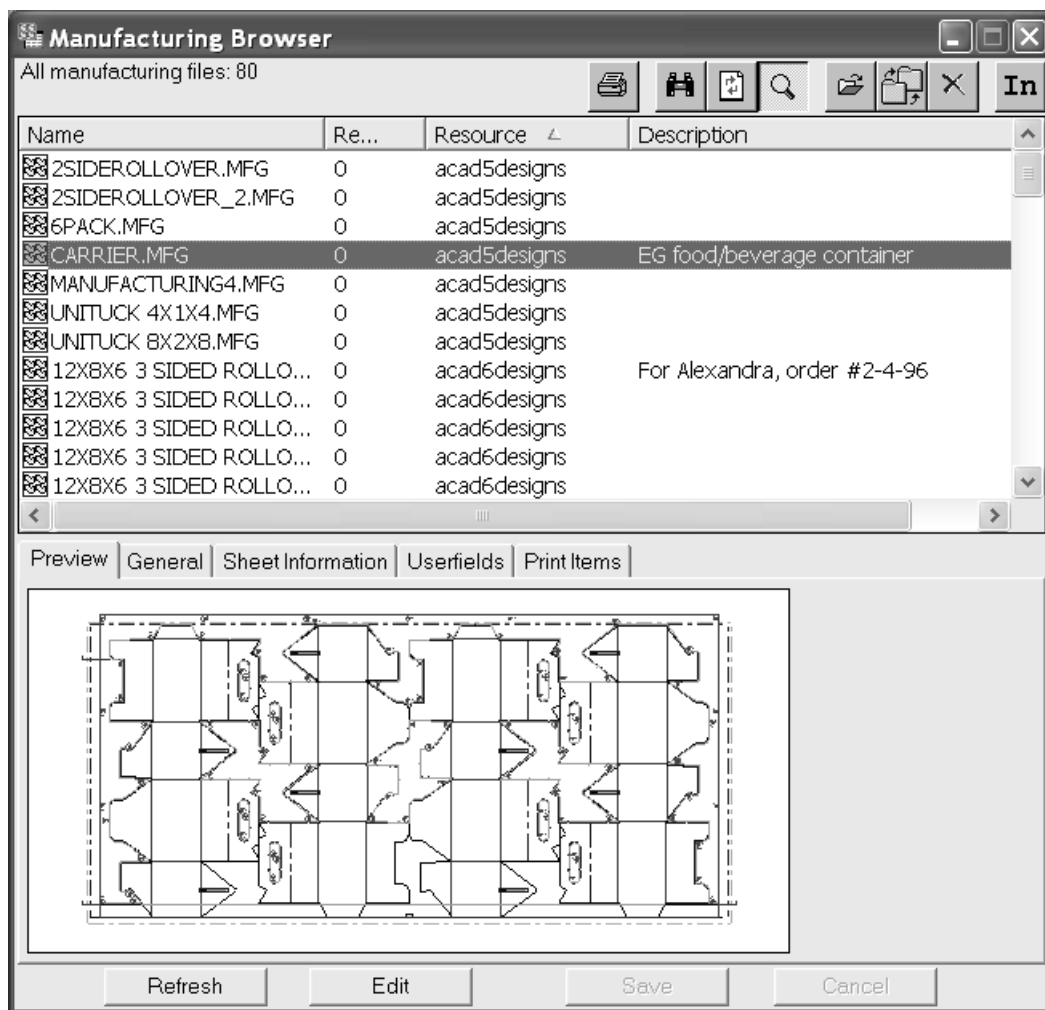 Manufacturing Browser
All manufacturing files: 80
In
Name Re... Resource Description
2SIDEROLLOVER.MFG 0 acad5designs
2SIDEROLLOVER_2.MFG 0 acad5designs
6PACK.MFG 0 acad5designs
CARRIER.MFG 0 acad5designs EG food/beverage container
MANUFACTURING4.MFG 0 acad5designs
UNITUCK 4X1X4.MFG 0 acad5designs
UNITUCK 8X2X8.MFG 0 acad5designs
12X8X6 3 SIDED ROLLO... 0 acad6designs For Alexandra, order #2-4-96
12X8X6 3 SIDED ROLLO... 0 acad6designs
12X8X6 3 SIDED ROLLO... 0 acad6designs
12X8X6 3 SIDED ROLLO... 0 acad6designs
12X8X6 3 SIDED ROLLO... 0 acad6designs
Preview General Sheet Information Userfields Print Items
Refresh Edit Save Cancel